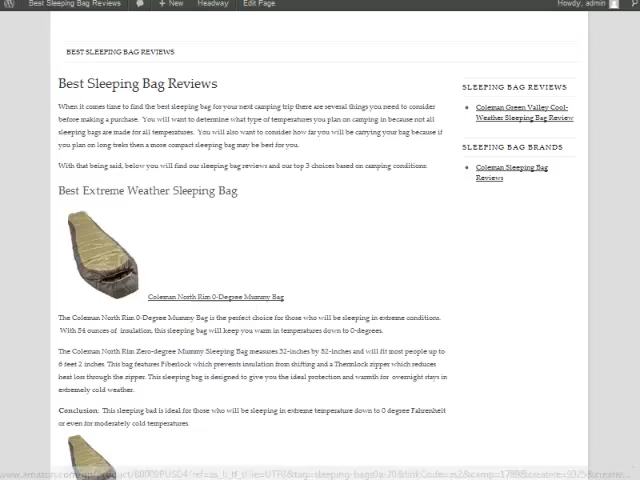 Best Sleeping Bag Reviews
+ New
Headway
Edit Page
Howdy, admin
BEST SLEEPING BAG REVIEWS
Best Sleeping Bag Reviews
When it comes time to find the best sleeping bag for your next camping trip there are several things you need to consider
before making a purchase. You will want to determine what type of temperatures you plan on camping in because not all
sleeping bags are made for all temperatures. You will also want to consider how far you will be carrying your bag because if
you plan on long treks then a more compact sleeping bag may be best for you.
With that being said, below you will find our sleeping bag reviews and our top 3 choices based on camping conditions.
Best Extreme Weather Sleeping Bag
Coleman North Rim 0-Degree Mummy Bag
The Coleman North Rim 0-Degree Mummy Bag is the perfect choice for those who will be sleeping in extreme conditions.
With 54 ounces of insulation, this sleeping bag will keep you warm in temperatures down to 0-degrees.
The Coleman North Rim Zero-degree Mummy Sleeping Bag measures 32-inches by 82-inches and will fit most people up to
6 feet 2 inches. This bag features Fiberlock which prevents insulation from shifting and a Thermlock zipper which reduces
heat loss through the zipper. This sleeping bag is designed to give you the ideal protection and warmth for overnight stays in
extremely cold weather.
Conclusion: This sleeping bad is ideal for those who will be sleeping in extreme temperature down to 0 degree Fahrenheit
or even for moderately cold temperatures.
SLEEPING BAG REVIEWS
Coleman Green Valley Cool-
Weather Sleeping Bag Review
SLEEPING BAG BRANDS
Coleman Sleeping Bag
Reviews